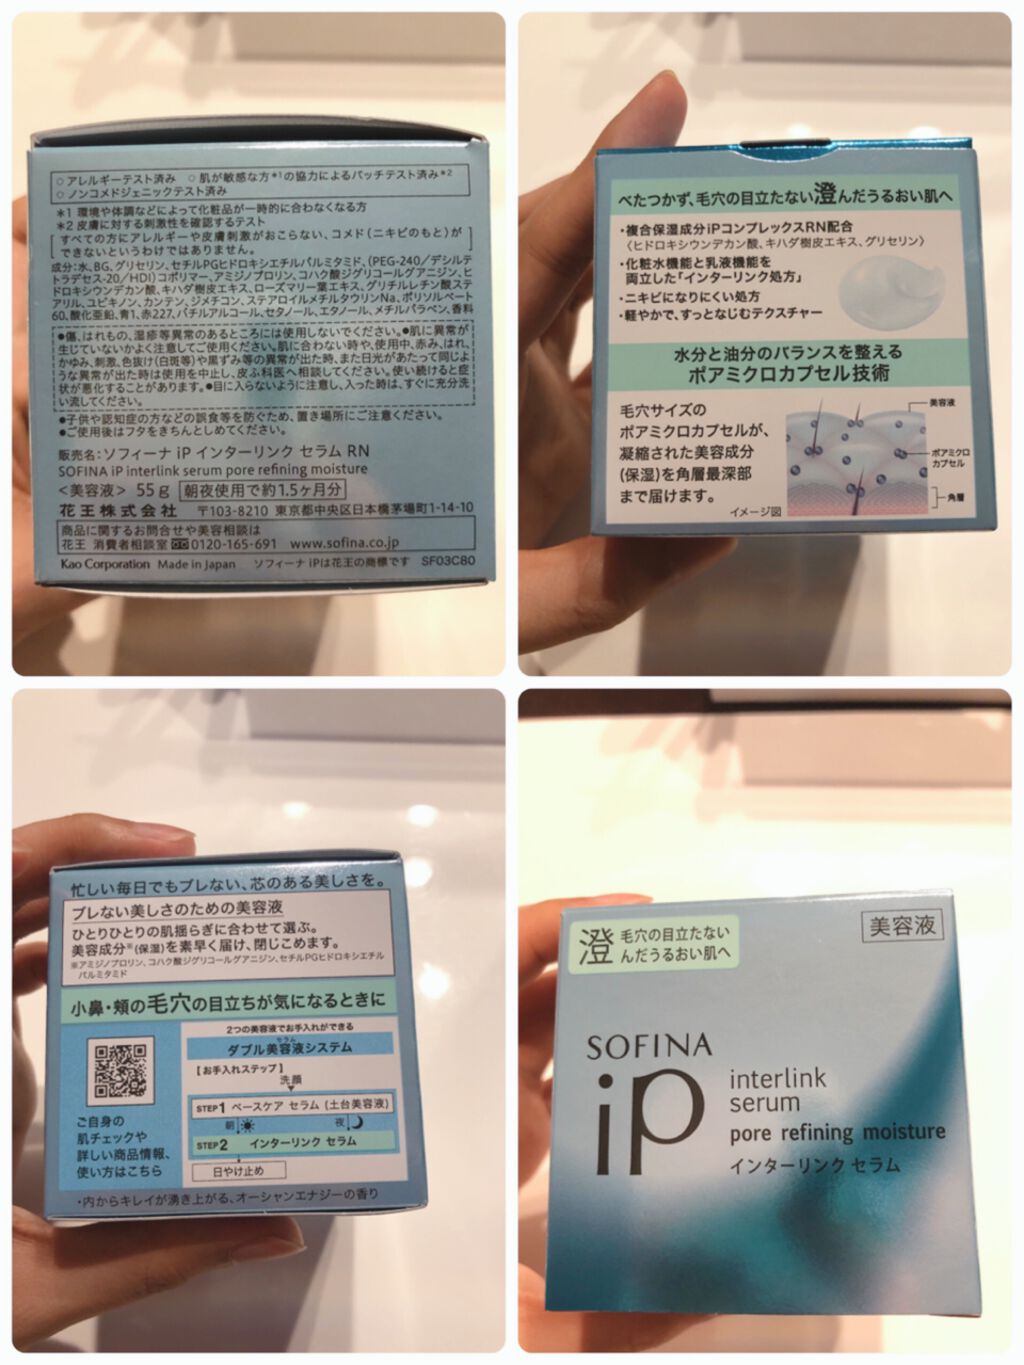 ○アレルギーテスト済み ○肌が敏感な方*1の協力によるパッチテスト済み*2
○ノンコメドジェニックテスト済み
*1 環境や体調などによって化粧品が一時的に合わなくなる方
*2 皮膚に対する刺激性を確認するテスト
[すべての方にアレルギーや皮膚刺激がおこらない、コメド(ニキビのもと)が
できないというわけではありません。]
成分:水、BG、グリセリン、セチルPGヒドロキシエチルパルミタミド、(PEG-240/デシルテ
トラデセス-20/HDI)コポリマー、アミジノプロリン、コハク酸ジグリコールグアニジン、ヒ
ドロキシウンデカン酸、キハダ樹皮エキス、ローズマリー葉エキス、グリチルレチン酸ステ
アリル、ユビキノン、カンテン、ジメチコン、ステアロイルメチルタウリンNa、ポリソルベート
60、酸化亜鉛、青1、赤227、バチルアルコール、セタノール、エタノール、メチルパラベン、香料
●傷、はれもの、湿疹等異常のあるところには使用しないでください。●肌に異常が
生じていないかよく注意してご使用ください。肌に合わない時や、使用中、赤み、はれ、
かゆみ、刺激、色抜け(白斑等)や黒ずみ等の異常が出た時、また日光があたって同じよ
うな異常が出た時は使用を中止し、皮ふ科医へ相談してください。使い続けると症
状が悪化することがあります。●目に入らないように注意し、入った時は、すぐに充分洗
い流してください。
●子供や認知症の方などの誤食等を防ぐため、置き場所にご注意ください。
●ご使用後はフタをきちんとしめてください。
販売名:ソフィーナ iP インターリンク セラム RN
SOFINA iP interlink serum pore refining moisture
<美容液> 55g 朝夜使用で約1.5ヶ月分
花王株式会社 〒103-8210 東京都中央区日本橋茅場町1-14-10
商品に関するお問合せや美容相談は
花王 消費者相談室 0120-165-691 www.sofina.co.jp
Kao Corporation Made in Japan ソフィーナ iPは花王の商標です SF03C80
べたつかず、毛穴の目立たない澄んだうるおい肌へ
・複合保湿成分iPコンプレックスRN配合
〈ヒドロキシウンデカン酸、キハダ樹皮エキス、グリセリン〉
・化粧水機能と乳液機能を
両立した「インターリンク処方」
・ニキビになりにくい処方
・軽やかで、すっとなじむテクスチャー
水分と油分のバランスを整える
ポアミクロカプセル技術
毛穴サイズの
ポアミクロカプセルが、
凝縮された美容成分
(保湿)を角層最深部
まで届けます。
イメージ図
美容液
ポアミクロ
カプセル
角層
忙しい毎日でもブレない、芯のある美しさを。
ブレない美しさのための美容液
ひとりひとりの肌揺らぎに合わせて選ぶ。
美容成分※(保湿)を素早く届け、閉じこめます。
※アミジノプロリン、コハク酸ジグリコールグアニジン、セチルPGヒドロキシエチル
パルミタミド
小鼻・頬の毛穴の目立ちが気になるときに
2つの美容液でお手入れができる
セラム
ダブル美容液システム
【お手入れステップ】
洗顔
STEP1 ベースケア セラム (土台美容液)
朝 夜
STEP2 インターリンク セラム
日やけ止め
ご自身の
肌チェックや
詳しい商品情報、
使い方はこちら
・内からキレイが湧き上がる、オーシャンエナジーの香り
澄 毛穴の目立たない
んだうるおい肌へ
美容液
SOFINA
iP
interlink
serum
pore refining moisture
インターリンク セラム